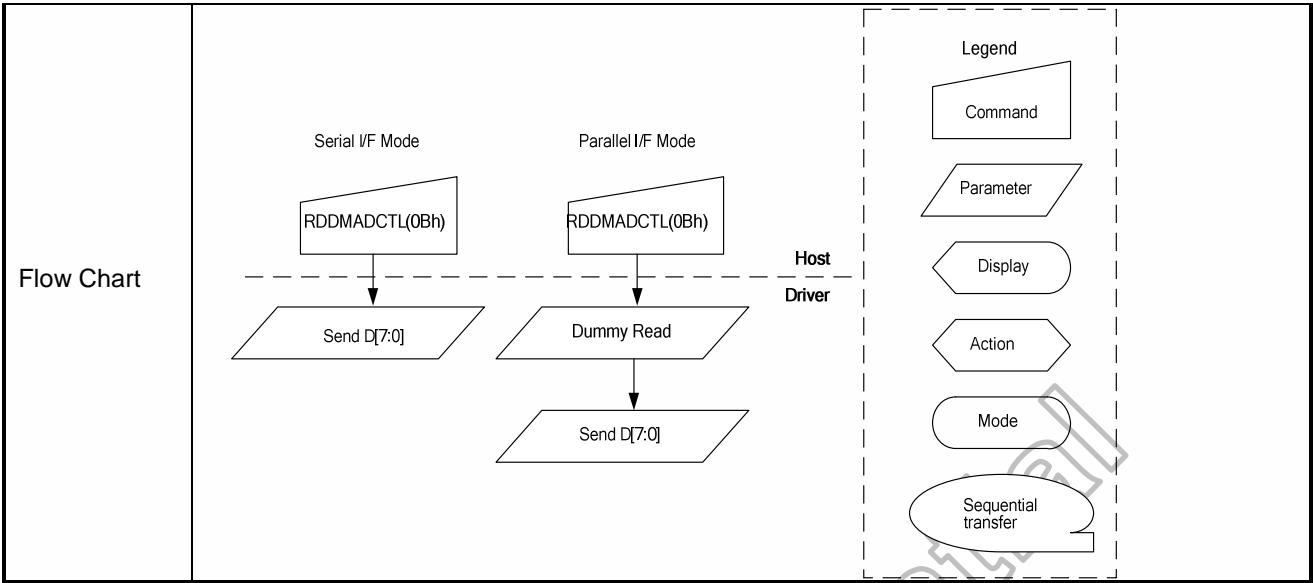 Flow Chart
Serial I/F Mode
Parallel I/F Mode
RDDMADCTL(0Bh)
RDDMADCTL(0Bh)
Host
Driver
Send D[7:0]
Dummy Read
Send D[7:0]
Legend
Command
Parameter
Display
Action
Mode
Sequential
transfer